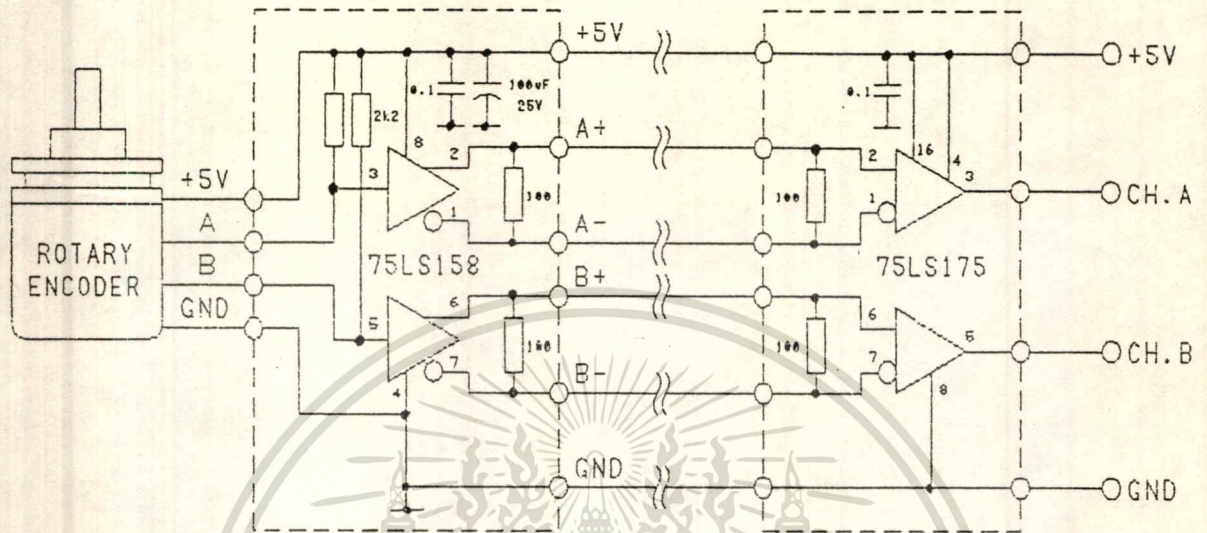 +5V
+5V
0.1
100uF
25V
0.1
2k2
8
A+
16
4
2
2
3
+5V
3
100
100
CH.A
1
1
A
A-
ROTARY
ENCODER
B
75LS158
B+
75LS175
GND
6
6
5
5
100
100
CH.B
7
B-
7
4
8
GND
GND